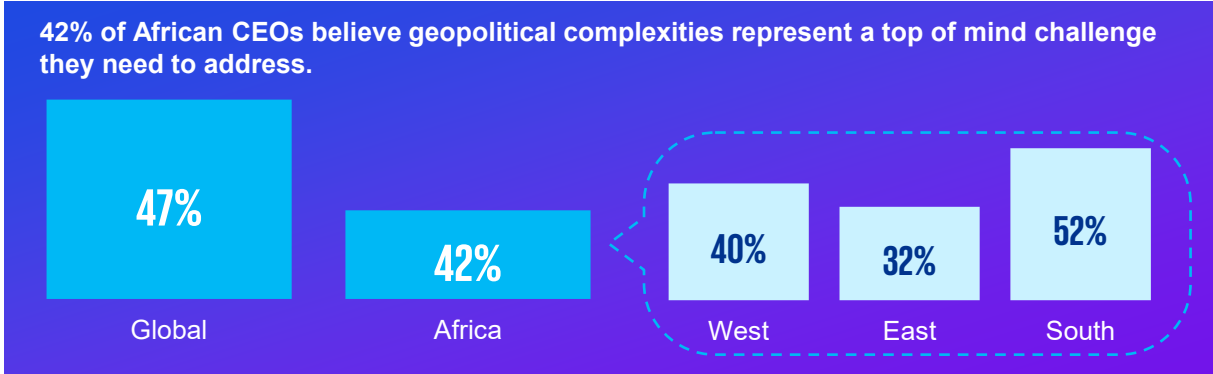 42% of African CEOs believe geopolitical complexities represent a top of mind challenge
they need to address.
47%
42%
40%
32%
52%
Global
Africa
West
East
South